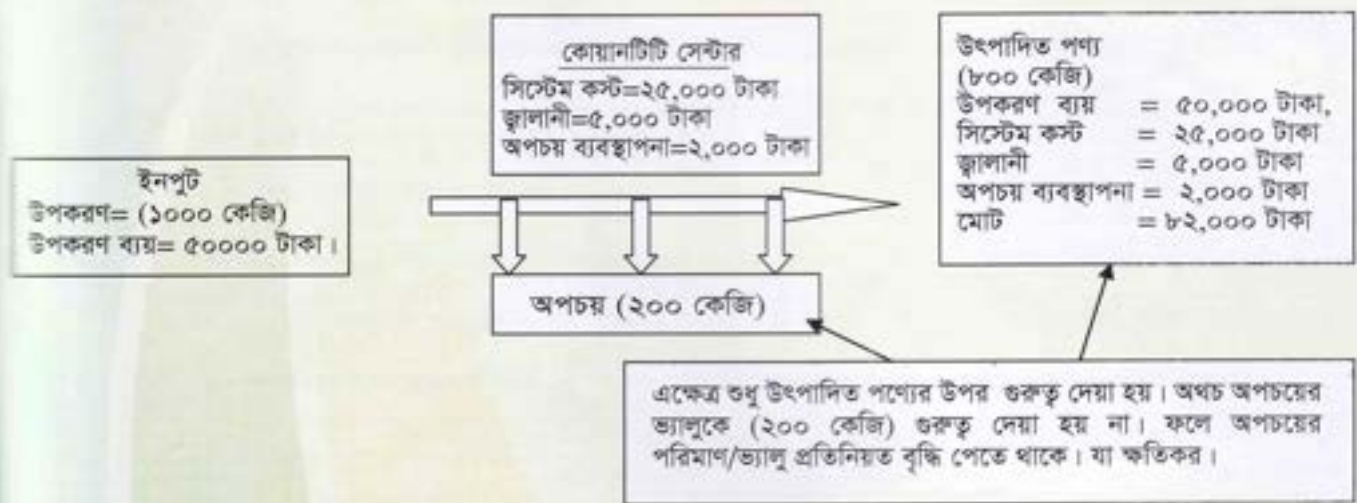 ইনপুট
উপকরণ= (১০০০ কেজি)
উপকরণ ব্যয়= ৫০০০০ টাকা।
কোয়ানটিটি সেন্টার
সিস্টেম কস্ট=২৫,০০০ টাকা
জ্বালানী=৫,০০০ টাকা
অপচয় ব্যবস্থাপনা=২,০০০ টাকা
অপচয় (২০০ কেজি)
উৎপাদিত পণ্য
(৮০০ কেজি)
উপকরণ ব্যয় = ৫০,০০০ টাকা,
সিস্টেম কস্ট = ২৫,০০০ টাকা
জ্বালানী = ৫,০০০ টাকা
অপচয় ব্যবস্থাপনা = ২,০০০ টাকা
মোট = ৮২,০০০ টাকা
এক্ষেত্র শুধু উৎপাদিত পণ্যের উপর গুরুত্ব দেয়া হয়। অথচ অপচয়ের
ভ্যালুকে (২০০ কেজি) গুরুত্ব দেয়া হয় না। ফলে অপচয়ের
পরিমাণ/ভ্যালু প্রতিনিয়ত বৃদ্ধি পেতে থাকে। যা ক্ষতিকর।